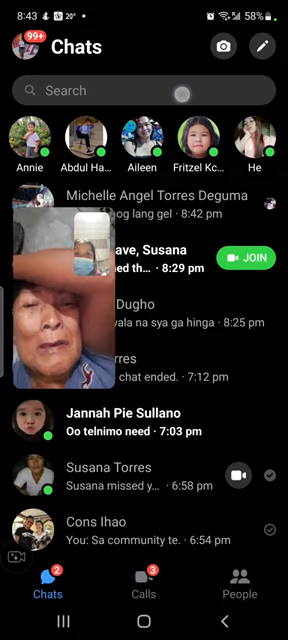 8:43 20° 58%
99+ Chats
Search
Annie Abdul Ha... Aileen Fritzel Kc... He
Michelle Angel Torres Deguma
og lang gel · 8:42 pm
ave, Susana
ned th... · 8:29 pm
JOIN
Dugho
wala na sya ga hinga · 8:25 pm
rres
chat ended. · 7:12 pm
Jannah Pie Sullano
Oo telnimo need · 7:03 pm
Susana Torres
Susana missed y... · 6:58 pm
Cons Ihao
You: Sa community te. · 6:54 pm
2 3
Chats Calls People